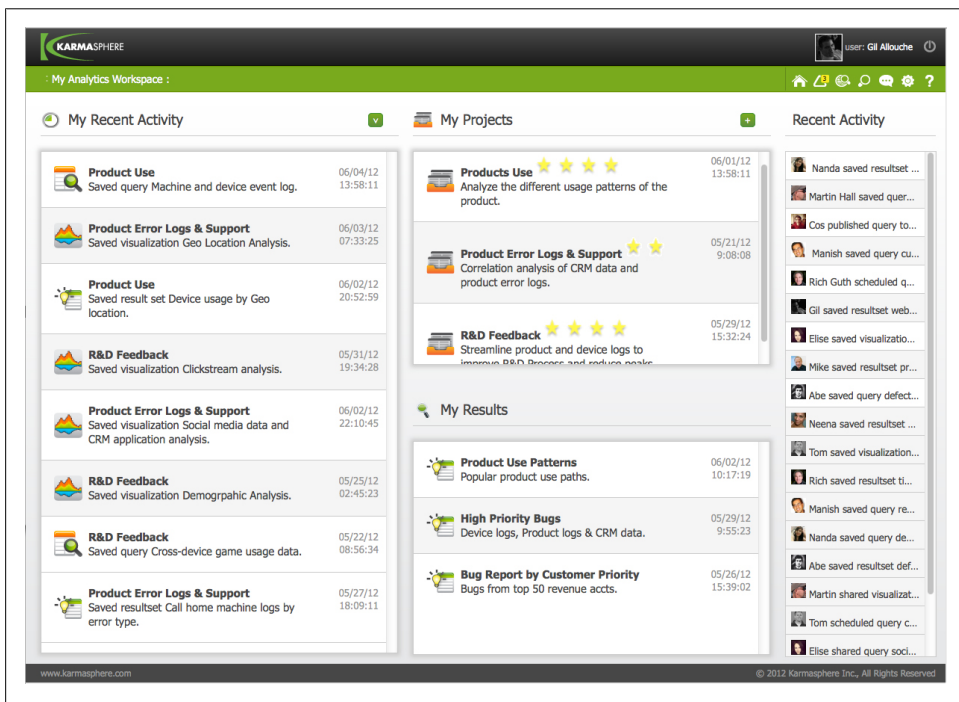 KARMASPHERE
user: Gil Allouche
: My Analytics Workspace :
3
?
My Recent Activity
v
Product Use
06/04/12
Saved query Machine and device event log.
13:58:11
Product Error Logs & Support
06/03/12
Saved visualization Geo Location Analysis.
07:33:25
Product Use
06/02/12
Saved result set Device usage by Geo
20:52:59
location.
R&D Feedback
05/31/12
Saved visualization Clickstream analysis.
19:34:28
Product Error Logs & Support
06/02/12
Saved visualization Social media data and
22:10:45
CRM application analysis.
R&D Feedback
05/25/12
Saved visualization Demogrpahic Analysis.
02:45:23
R&D Feedback
05/22/12
Saved query Cross-device game usage data.
08:56:34
Product Error Logs & Support
05/27/12
Saved resultset Call home machine logs by
18:09:11
error type.
My Projects
+
Products Use
06/01/12
13:58:11
Analyze the different usage patterns of the
product.
Product Error Logs & Support
05/21/12
9:08:08
Correlation analysis of CRM data and
product error logs.
R&D Feedback
05/29/12
15:32:24
Streamline product and device logs to
improve R&D Process and reduce peaks
My Results
Product Use Patterns
06/02/12
Popular product use paths.
10:17:19
High Priority Bugs
05/29/12
Device logs, Product logs & CRM data.
9:55:23
Bug Report by Customer Priority
05/26/12
Bugs from top 50 revenue accts.
15:39:02
Recent Activity
Nanda saved resultset ...
Martin Hall saved quer...
Cos published query to...
Manish saved query cu...
Rich Guth scheduled q...
Gil saved resultset web...
Elise saved visualizatio...
Mike saved resultset pr...
Abe saved query defect...
Neena saved resultset ...
Tom saved visualization...
Rich saved resultset ti...
Manish saved query re...
Nanda saved query de...
Abe saved resultset def...
Martin shared visualizat...
Tom scheduled query c...
Elise shared query soci...
www.karmasphere.com
© 2012 Karmasphere Inc., All Rights Reserved